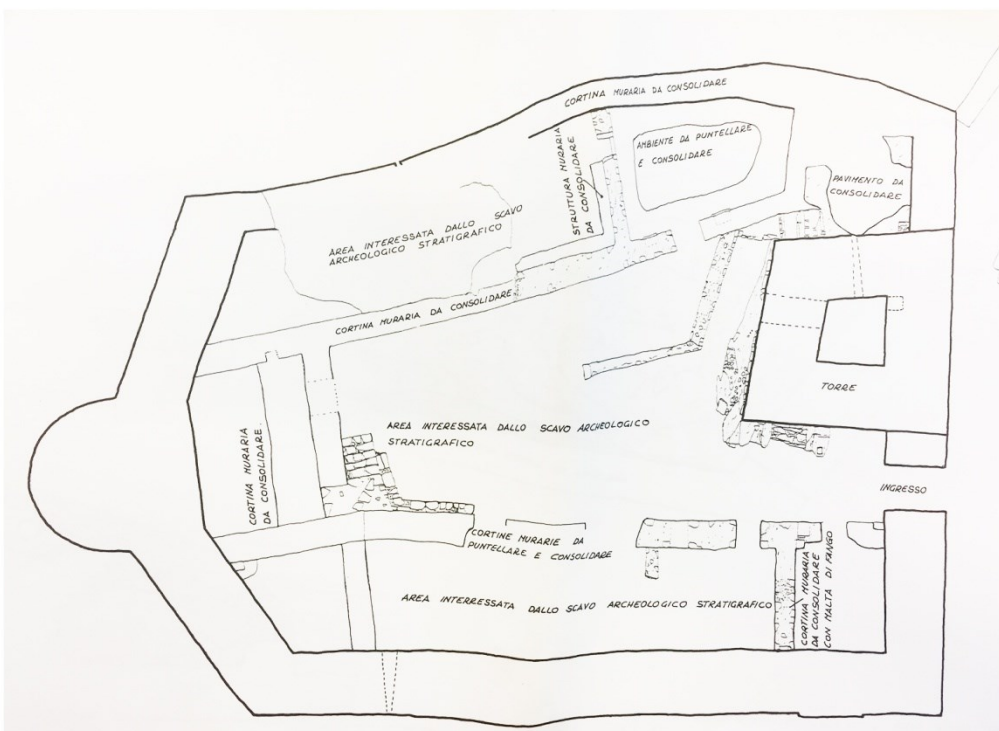 CORTINA MURARIA DA CONSOLIDARE
STRUTTURA MURARIA
DA CONSOLIDARE
AMBIENTE DA PUNTELLARE
E CONSOLIDARE
PAVIMENTO DA
CONSOLIDARE
AREA INTERESSATA DALLO SCAVO
ARCHEOLOGICO STRATIGRAFICO
CORTINA MURARIA DA CONSOLIDARE
TORRE
AREA INTERESSATA DALLO SCAVO ARCHEOLOGICO
STRATIGRAFICO
CORTINA MURARIA
DA CONSOLIDARE.
INGRESSO
CORTINE MURARIE DA
PUNTELLARE E CONSOLIDARE
AREA INTERRESSATA DALLO SCAVO ARCHEOLOGICO STRATIGRAFICO
CORTINA MURARIA
DA CONSOLIDARE
CON MALTA DI FANGO